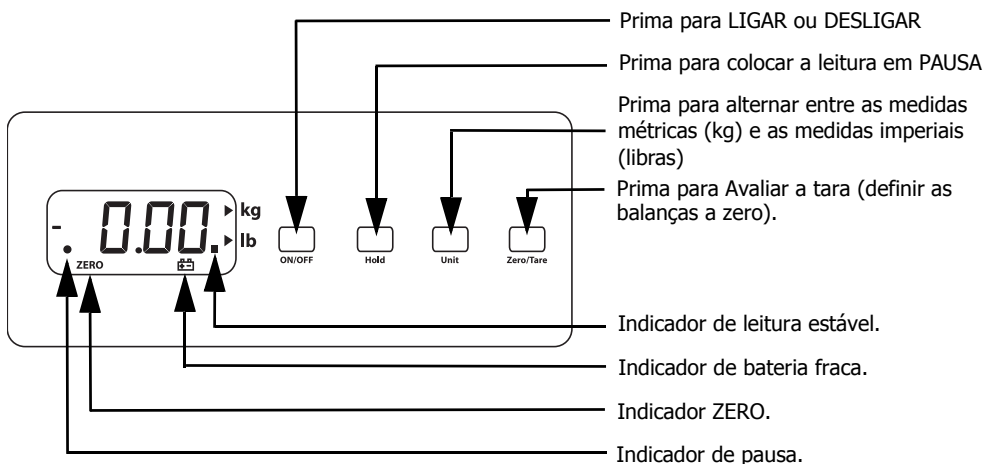 Prima para LIGAR ou DESLIGAR
Prima para colocar a leitura em PAUSA
Prima para alternar entre as medidas
métricas (kg) e as medidas imperiais
(libras)
Prima para Avaliar a tara (definir as
balanças a zero).
- 0.00 kg
lb
ZERO
ON/OFF Hold Unit Zero/Tare
Indicador de leitura estável.
Indicador de bateria fraca.
Indicador ZERO.
Indicador de pausa.